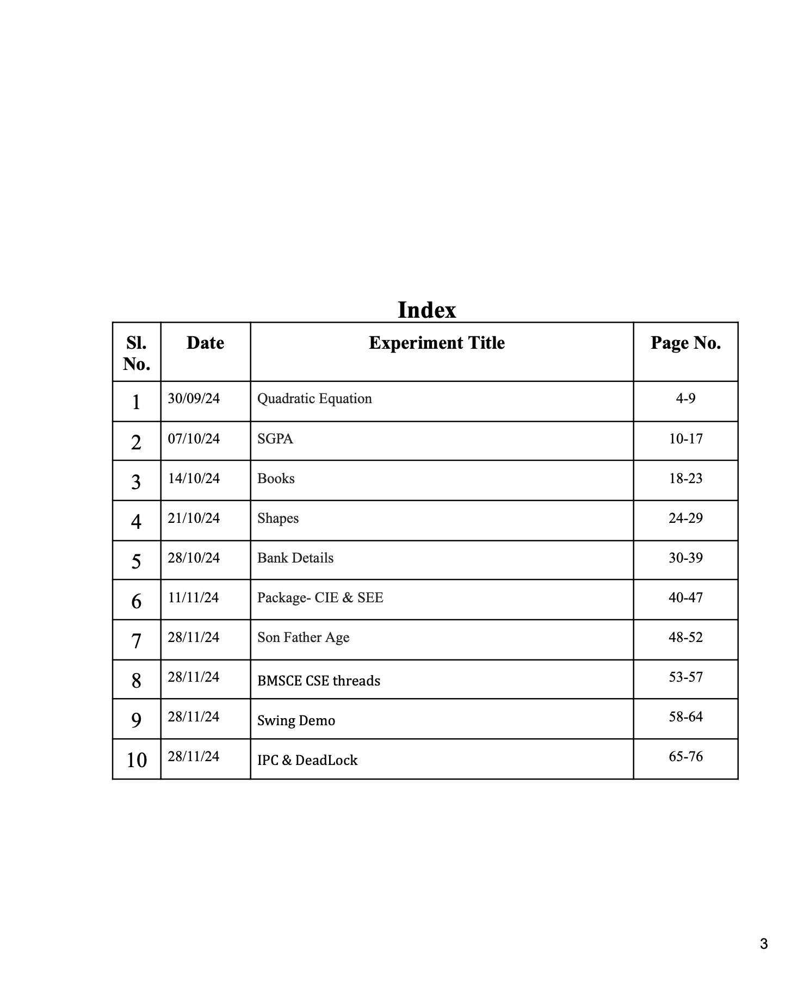 Index
Sl. No. Date Experiment Title Page No.
1 30/09/24 Quadratic Equation 4-9
2 07/10/24 SGPA 10-17
3 14/10/24 Books 18-23
4 21/10/24 Shapes 24-29
5 28/10/24 Bank Details 30-39
6 11/11/24 Package- CIE & SEE 40-47
7 28/11/24 Son Father Age 48-52
8 28/11/24 BMSCE CSE threads 53-57
9 28/11/24 Swing Demo 58-64
10 28/11/24 IPC & DeadLock 65-76
3